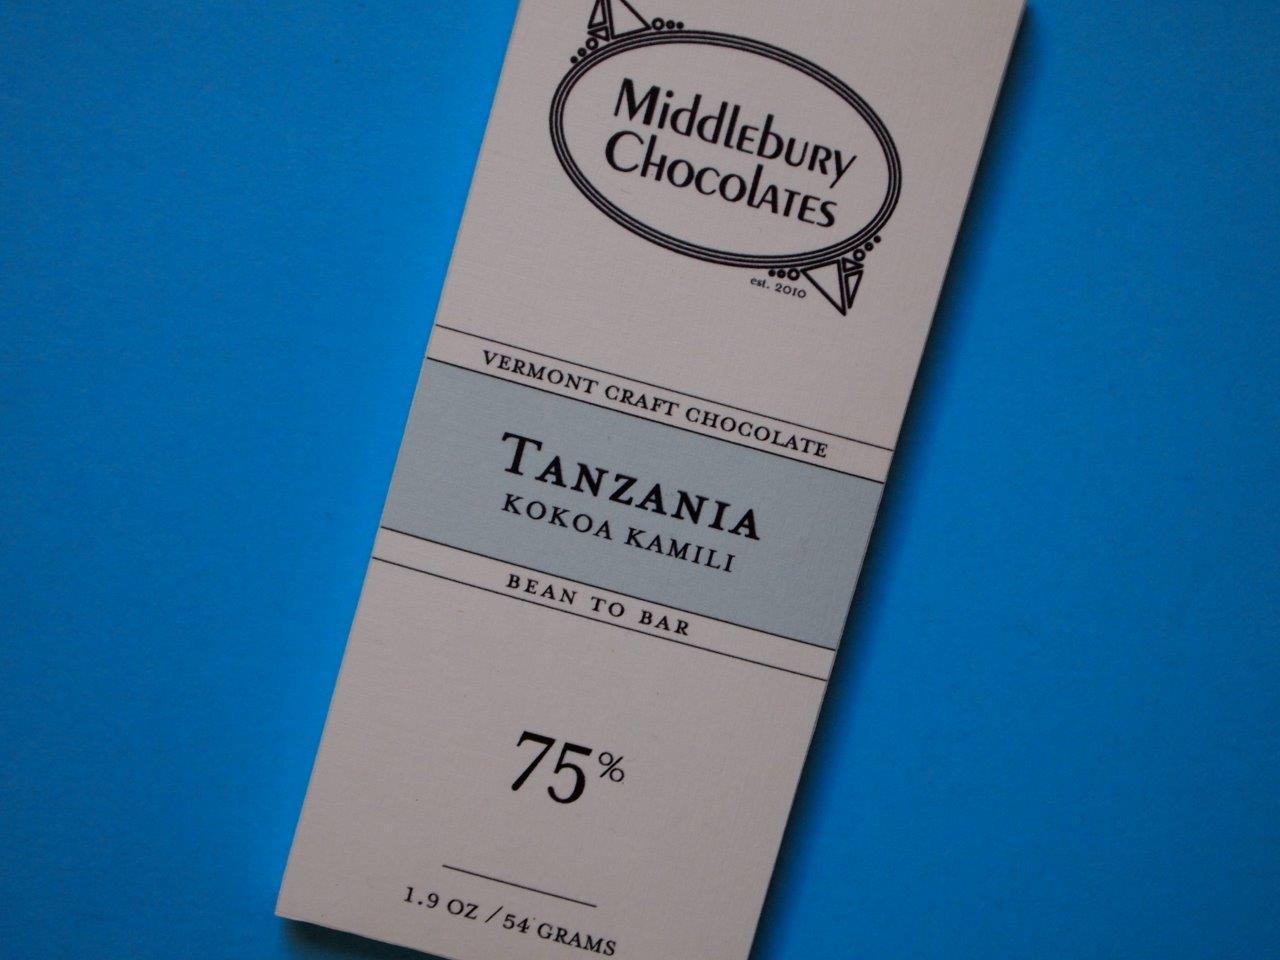 Middlebury
Chocolates
est. 2010
VERMONT CRAFT CHOCOLATE
TANZANIA
KOKOA KAMILI
BEAN TO BAR
75%
1.9 OZ / 54 GRAMS